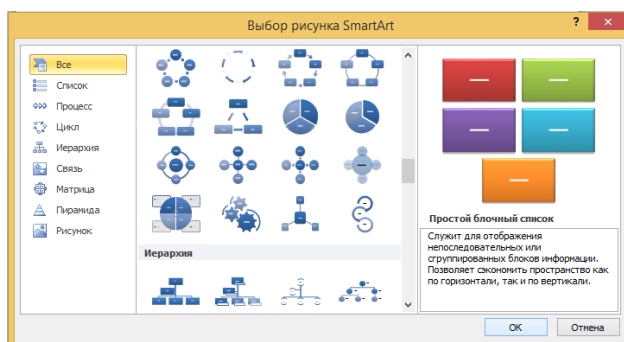 Выбор рисунка SmartArt
?
Все
Список
Процесс
Цикл
Иерархия
Связь
Матрица
Пирамида
Рисунок
Иерархия
Простой блочный список
Служит для отображения
непоследовательных или
сгруппированных блоков информации.
Позволяет сэкономить пространство как
по горизонтали, так и по вертикали.
ОК
Отмена